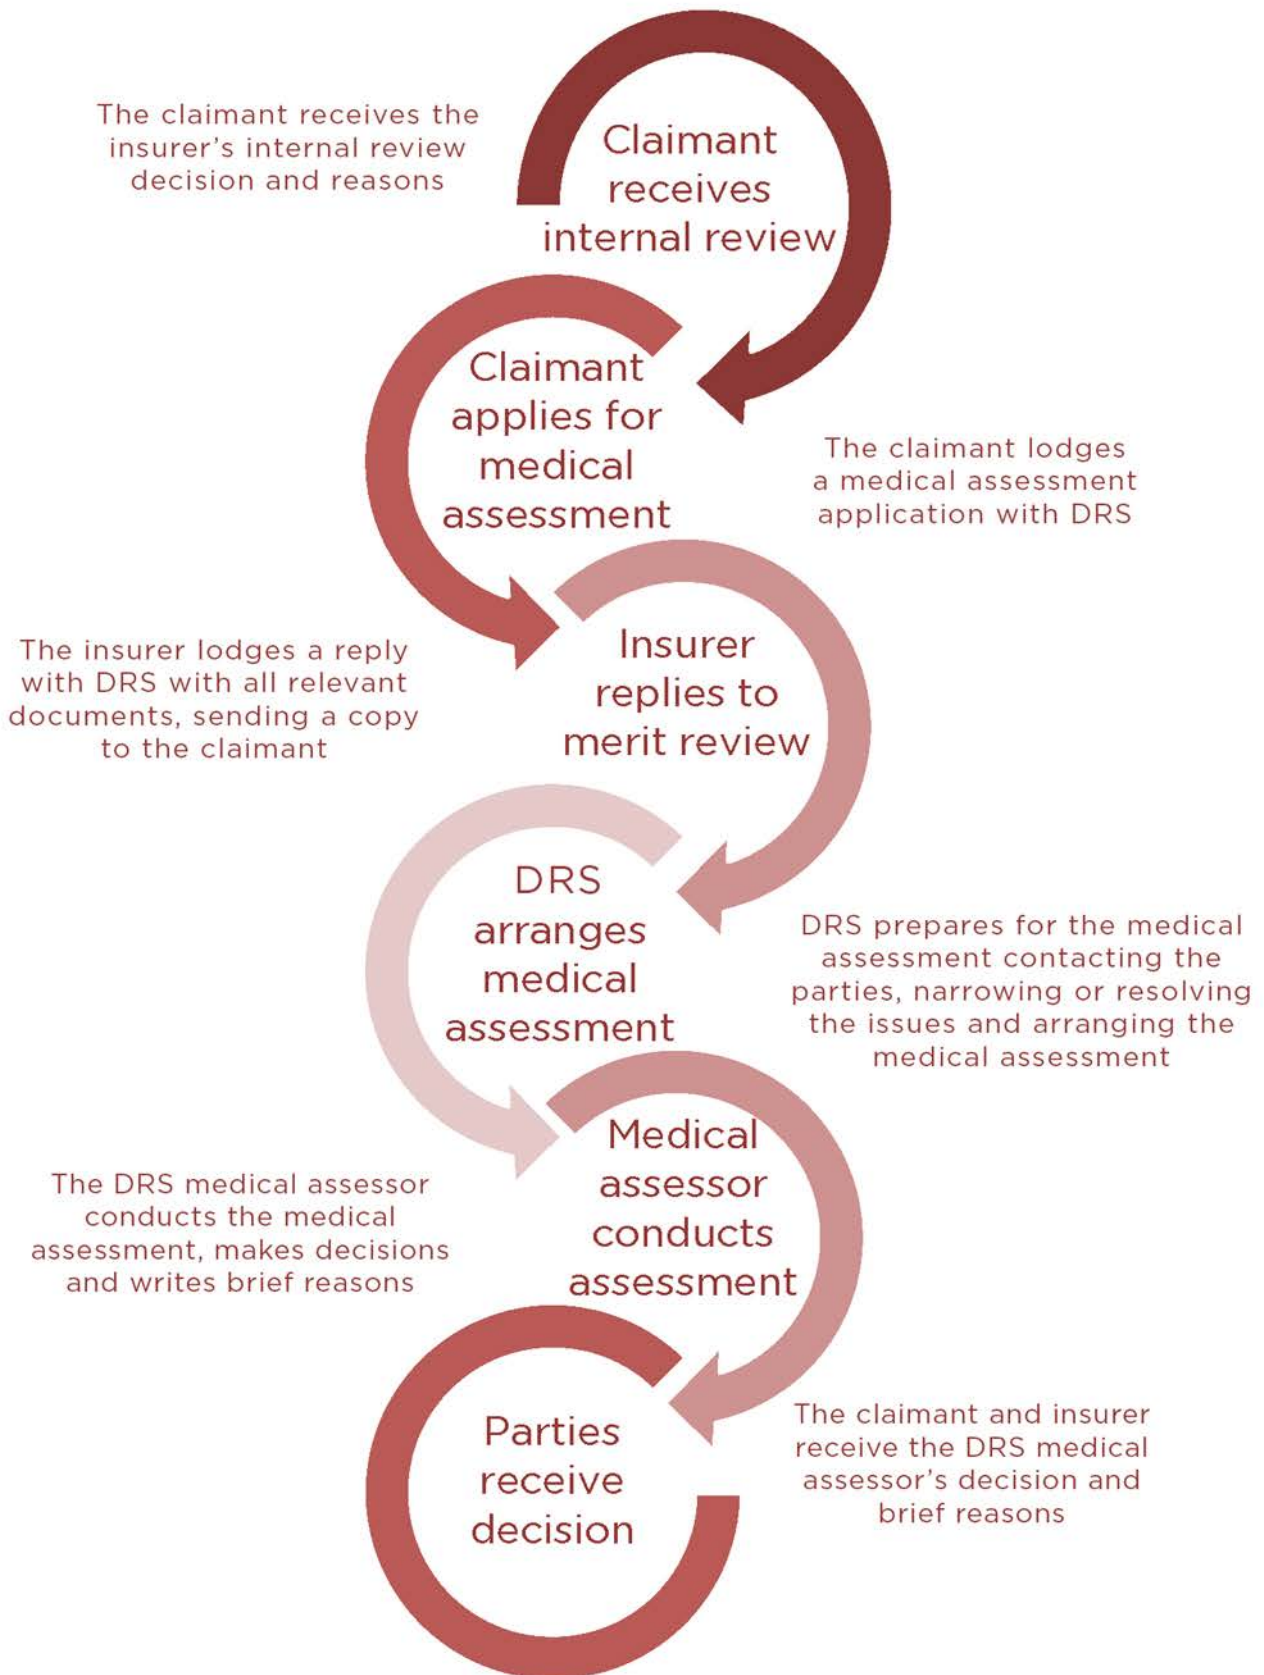 The claimant receives the
insurer’s internal review
decision and reasons
Claimant
receives
internal review
Claimant
applies for
medical
assessment
The claimant lodges
a medical assessment
application with DRS
The insurer lodges a reply
with DRS with all relevant
documents, sending a copy
to the claimant
Insurer
replies to
merit review
DRS
arranges
medical
assessment
DRS prepares for the medical
assessment contacting the
parties, narrowing or resolving
the issues and arranging the
medical assessment
The DRS medical assessor
conducts the medical
assessment, makes decisions
and writes brief reasons
Medical
assessor
conducts
assessment
Parties
receive
decision
The claimant and insurer
receive the DRS medical
assessor’s decision and
brief reasons